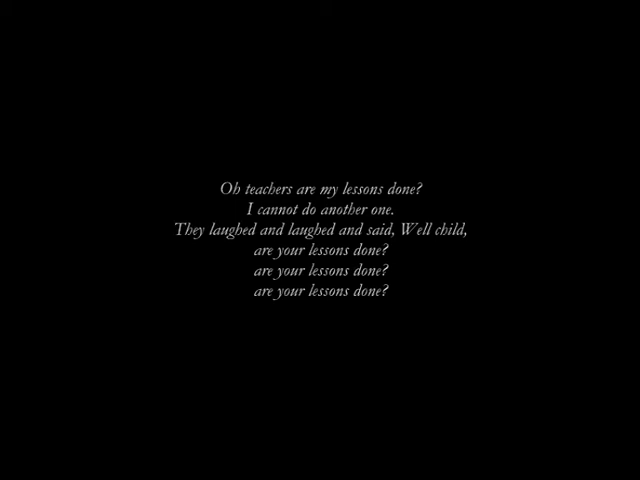 Oh teachers are my lessons done?
I cannot do another one.
They laughed and laughed and said, Well child,
are your lessons done?
are your lessons done?
are your lessons done?